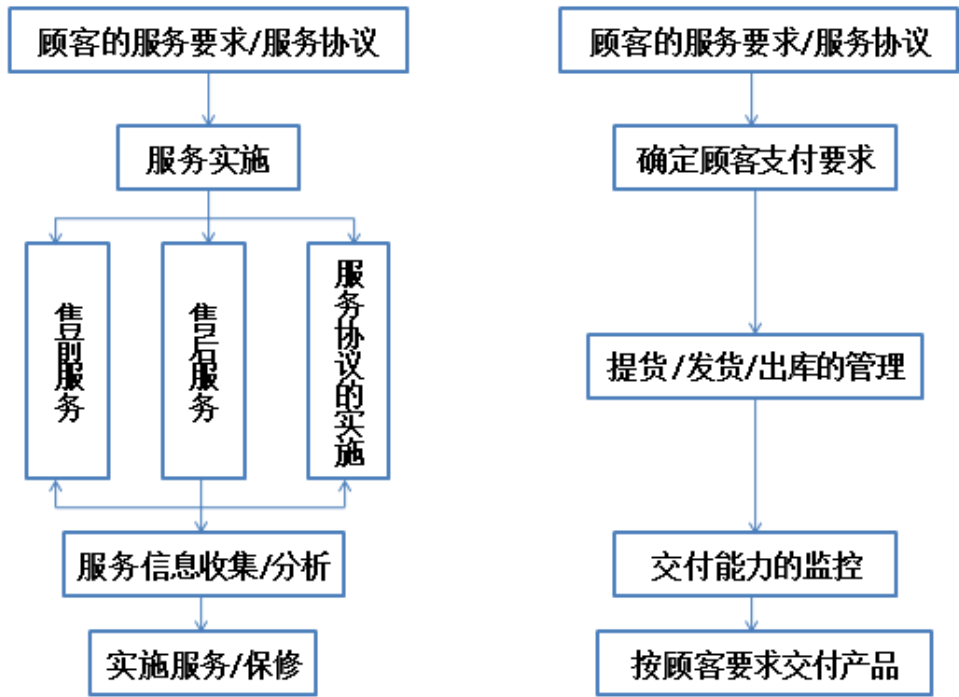 顾客的服务要求/服务协议
服务实施
售前服务
售后服务
服务协议的实施
服务信息收集/分析
实施服务/保修
顾客的服务要求/服务协议
确定顾客支付要求
提货/发货/出库的管理
交付能力的监控
按顾客要求交付产品